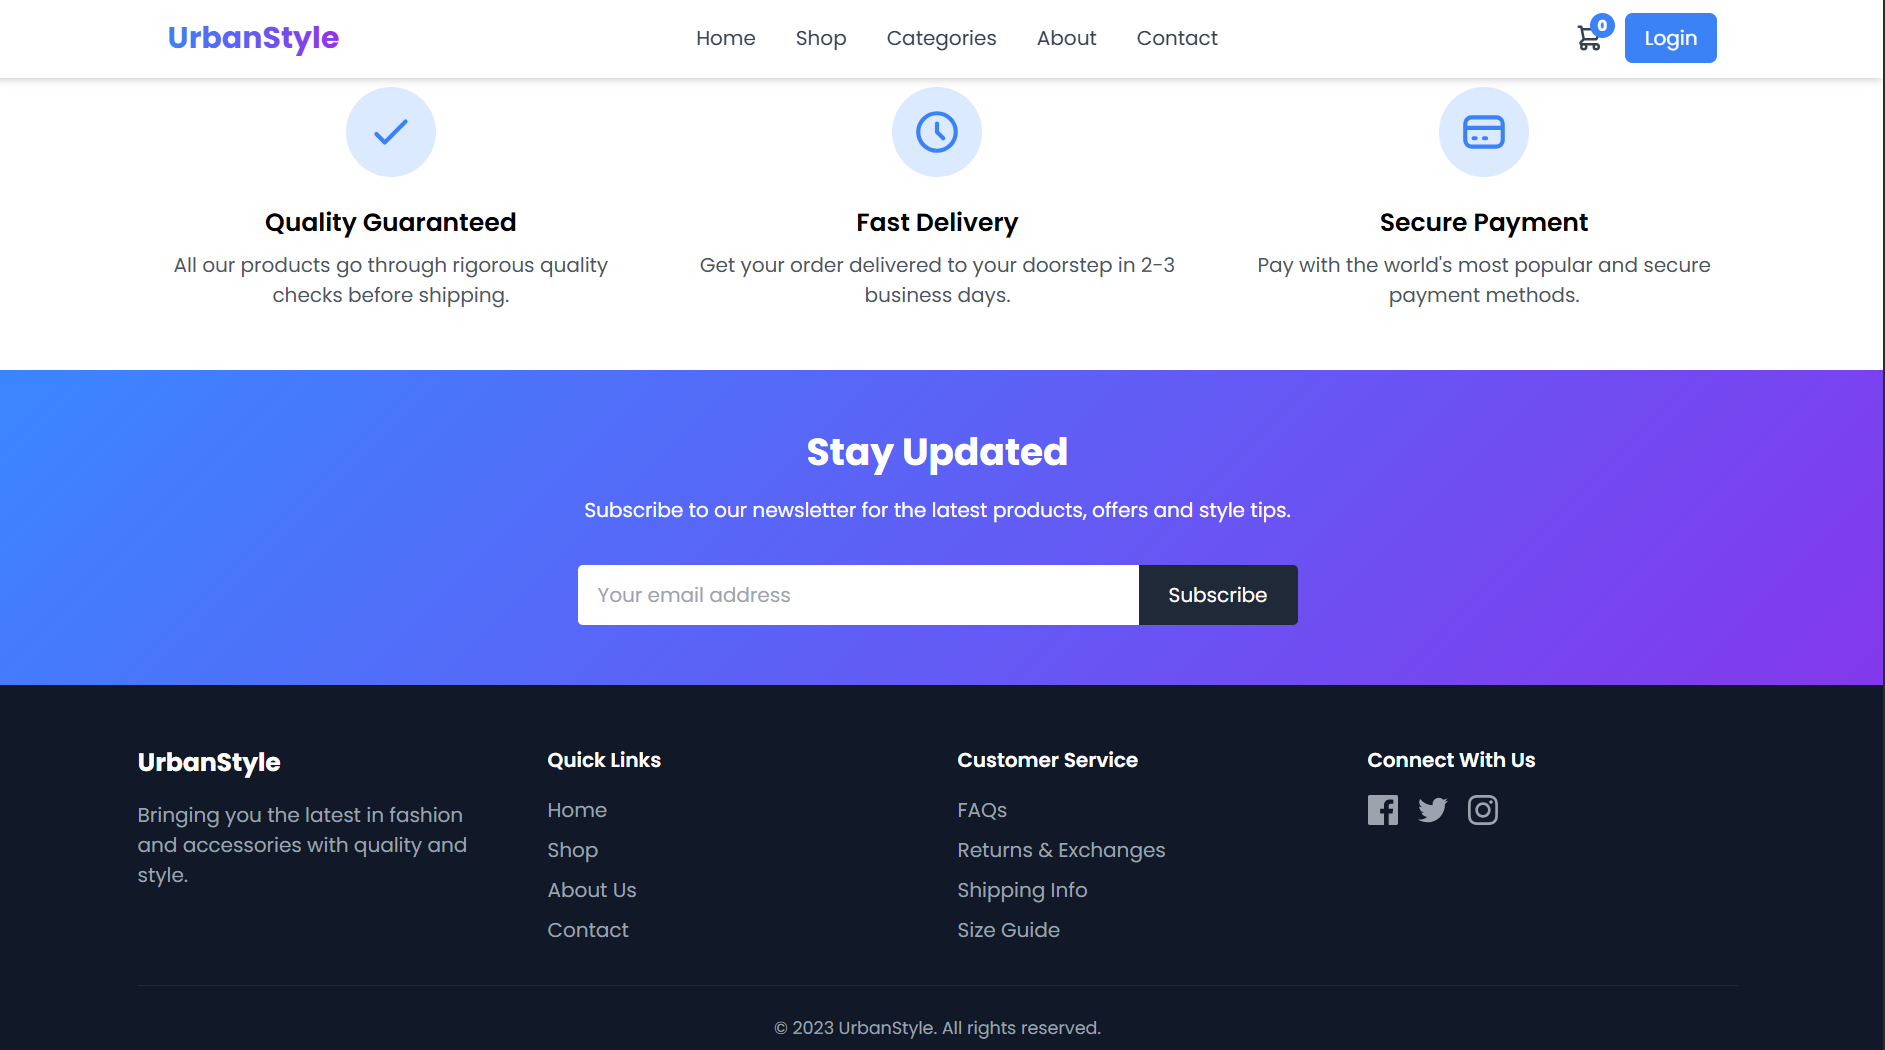 UrbanStyle
Home
Shop
Categories
About
Contact
0
Login
Quality Guaranteed
All our products go through rigorous quality
checks before shipping.
Fast Delivery
Get your order delivered to your doorstep in 2-3
business days.
Secure Payment
Pay with the world's most popular and secure
payment methods.
Stay Updated
Subscribe to our newsletter for the latest products, offers and style tips.
Your email address
Subscribe
UrbanStyle
Bringing you the latest in fashion
and accessories with quality and
style.
Quick Links
Home
Shop
About Us
Contact
Customer Service
FAQs
Returns & Exchanges
Shipping Info
Size Guide
Connect With Us
© 2023 UrbanStyle. All rights reserved.